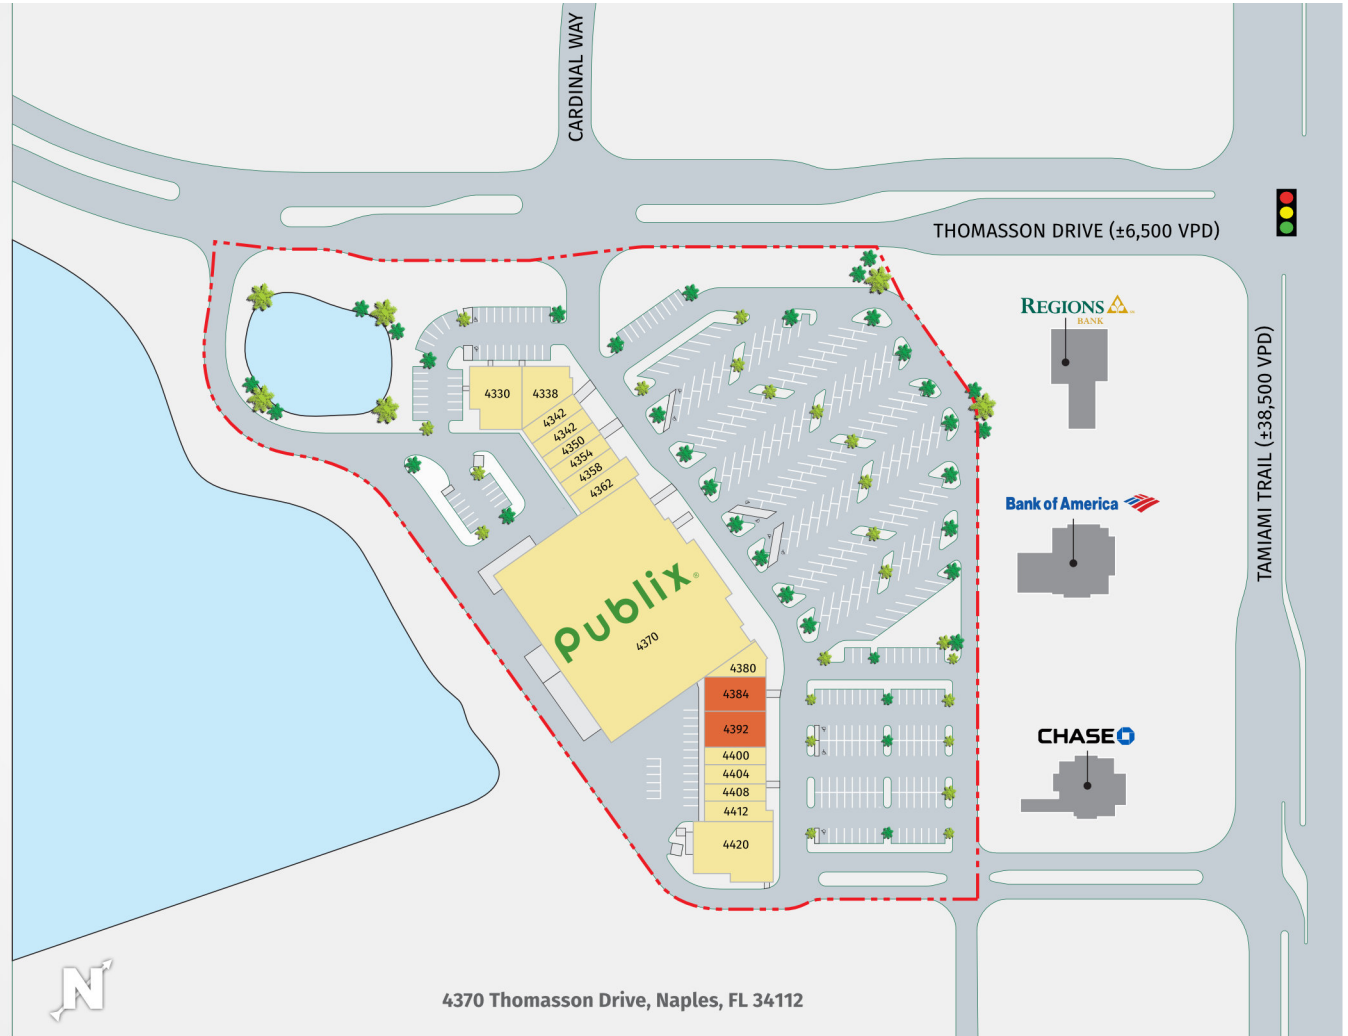 CARDINAL WAY
THOMASSON DRIVE (±6,500 VPD)
REGIONS
BANK
TAMIAMI TRAIL (±38,500 VPD)
4330
4338
4342
4342
4350
4354
4358
4362
Bank of America
publix®
4370
4380
4384
4392
CHASE
4400
4404
4408
4412
4420
N
4370 Thomasson Drive, Naples, FL 34112